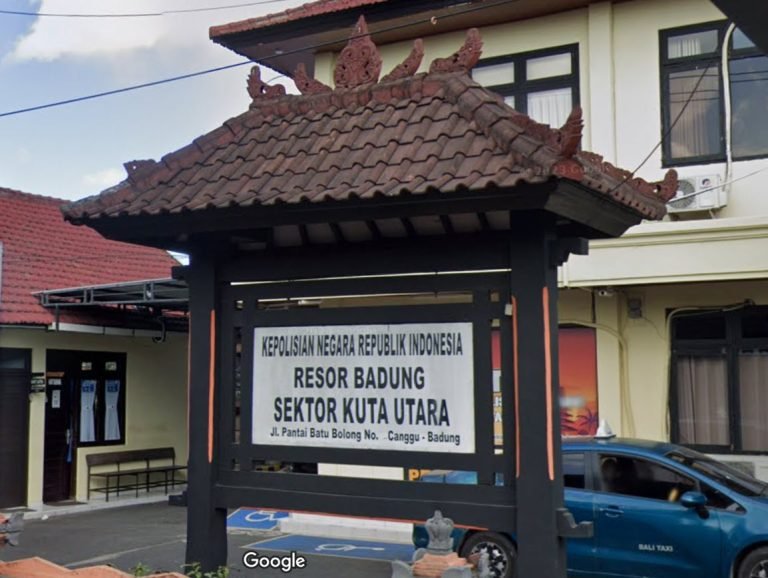 KEPOLISIAN NEGARA REPUBLIK INDONESIA
RESOR BADUNG
SEKTOR KUTA UTARA
Jl. Pantai Batu Bolong No. Canggu - Badung
BALI TAXI
Google